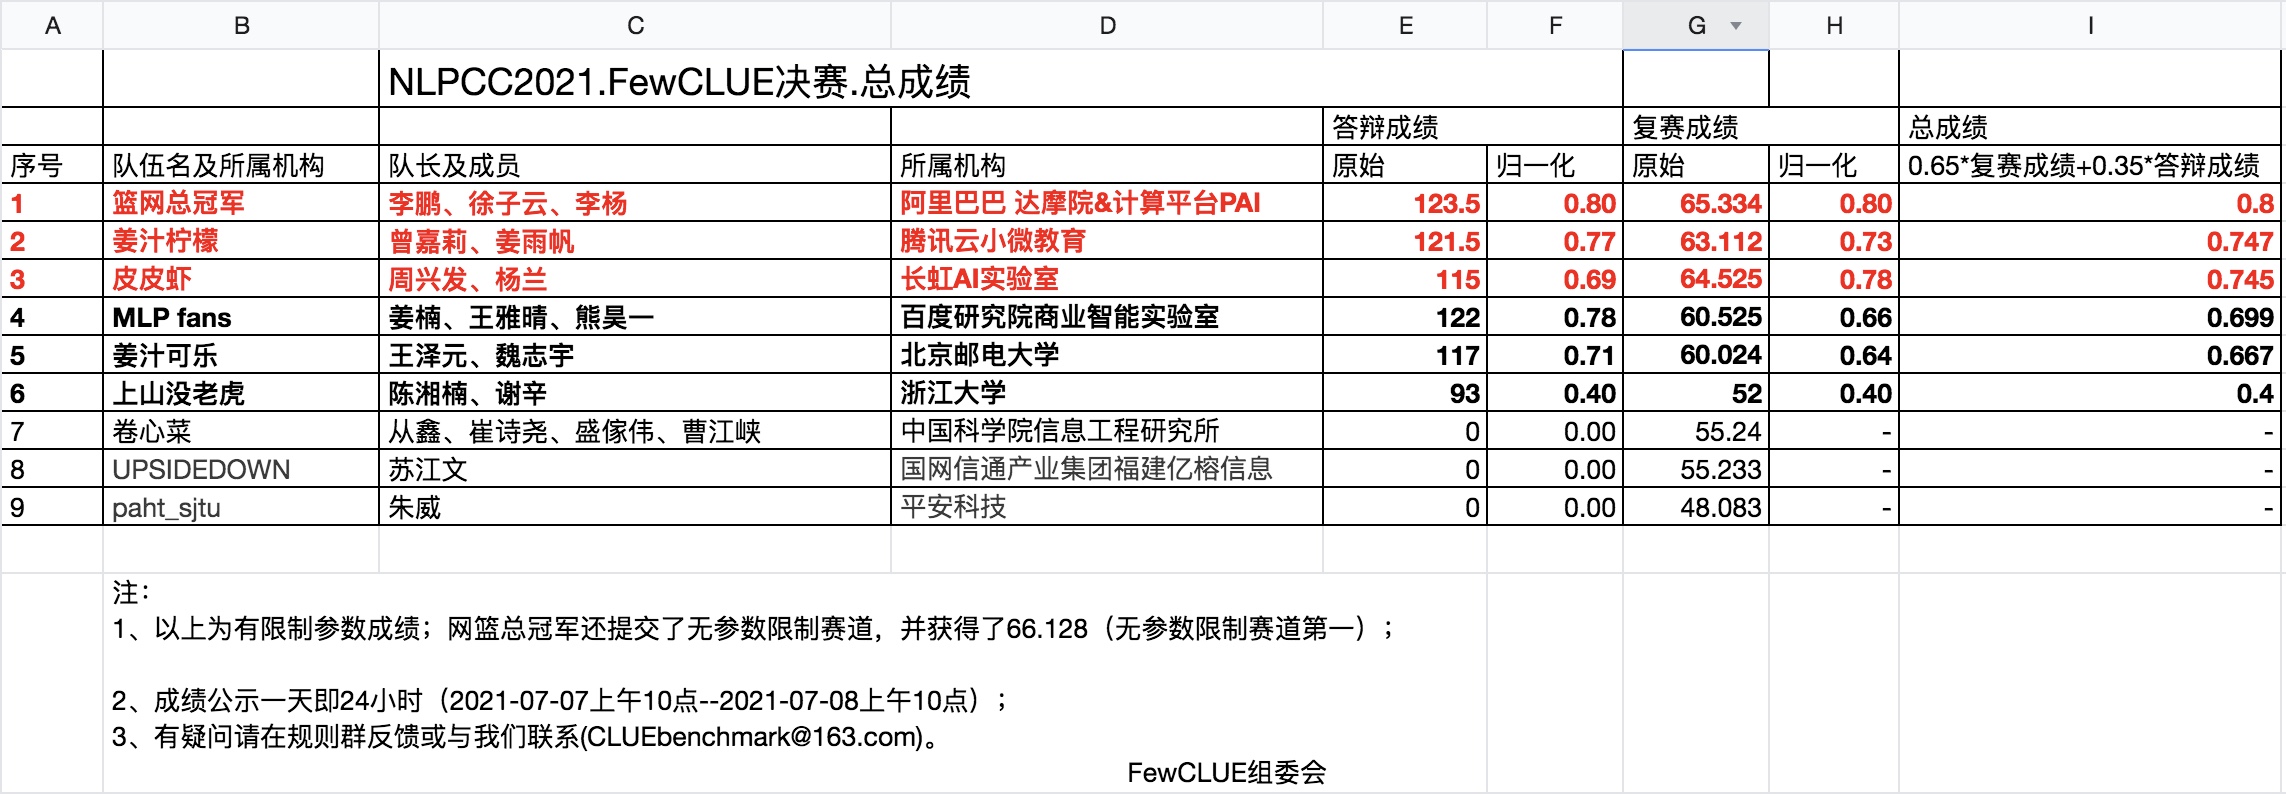 A B C D E F G H I
NLPCC2021.FewCLUE决赛.总成绩
答辩成绩 复赛成绩 总成绩
序号 队伍名及所属机构 队长及成员 所属机构 原始 归一化 原始 归一化 0.65*复赛成绩+0.35*答辩成绩
1 篮网总冠军 李鹏、徐子云、李杨 阿里巴巴 达摩院&计算平台PAI 123.5 0.80 65.334 0.80 0.8
2 姜汁柠檬 曾嘉莉、姜雨帆 腾讯云小微教育 121.5 0.77 63.112 0.73 0.747
3 皮皮虾 周兴发、杨兰 长虹AI实验室 115 0.69 64.525 0.78 0.745
4 MLP fans 姜楠、王雅晴、熊昊一 百度研究院商业智能实验室 122 0.78 60.525 0.66 0.699
5 姜汁可乐 王泽元、魏志宇 北京邮电大学 117 0.71 60.024 0.64 0.667
6 上山没老虎 陈湘楠、谢辛 浙江大学 93 0.40 52 0.40 0.4
7 卷心菜 从鑫、崔诗尧、盛傢伟、曹江峡 中国科学院信息工程研究所 0 0.00 55.24 - -
8 UPSIDEDOWN 苏江文 国网信通产业集团福建亿榕信息 0 0.00 55.233 - -
9 paht_sjtu 朱威 平安科技 0 0.00 48.083 - -
注：
1、以上为有限制参数成绩；网篮总冠军还提交了无参数限制赛道，并获得了66.128（无参数限制赛道第一）；
2、成绩公示一天即24小时（2021-07-07上午10点--2021-07-08上午10点）；
3、有疑问请在规则群反馈或与我们联系(CLUEbenchmark@163.com)。
FewCLUE组委会